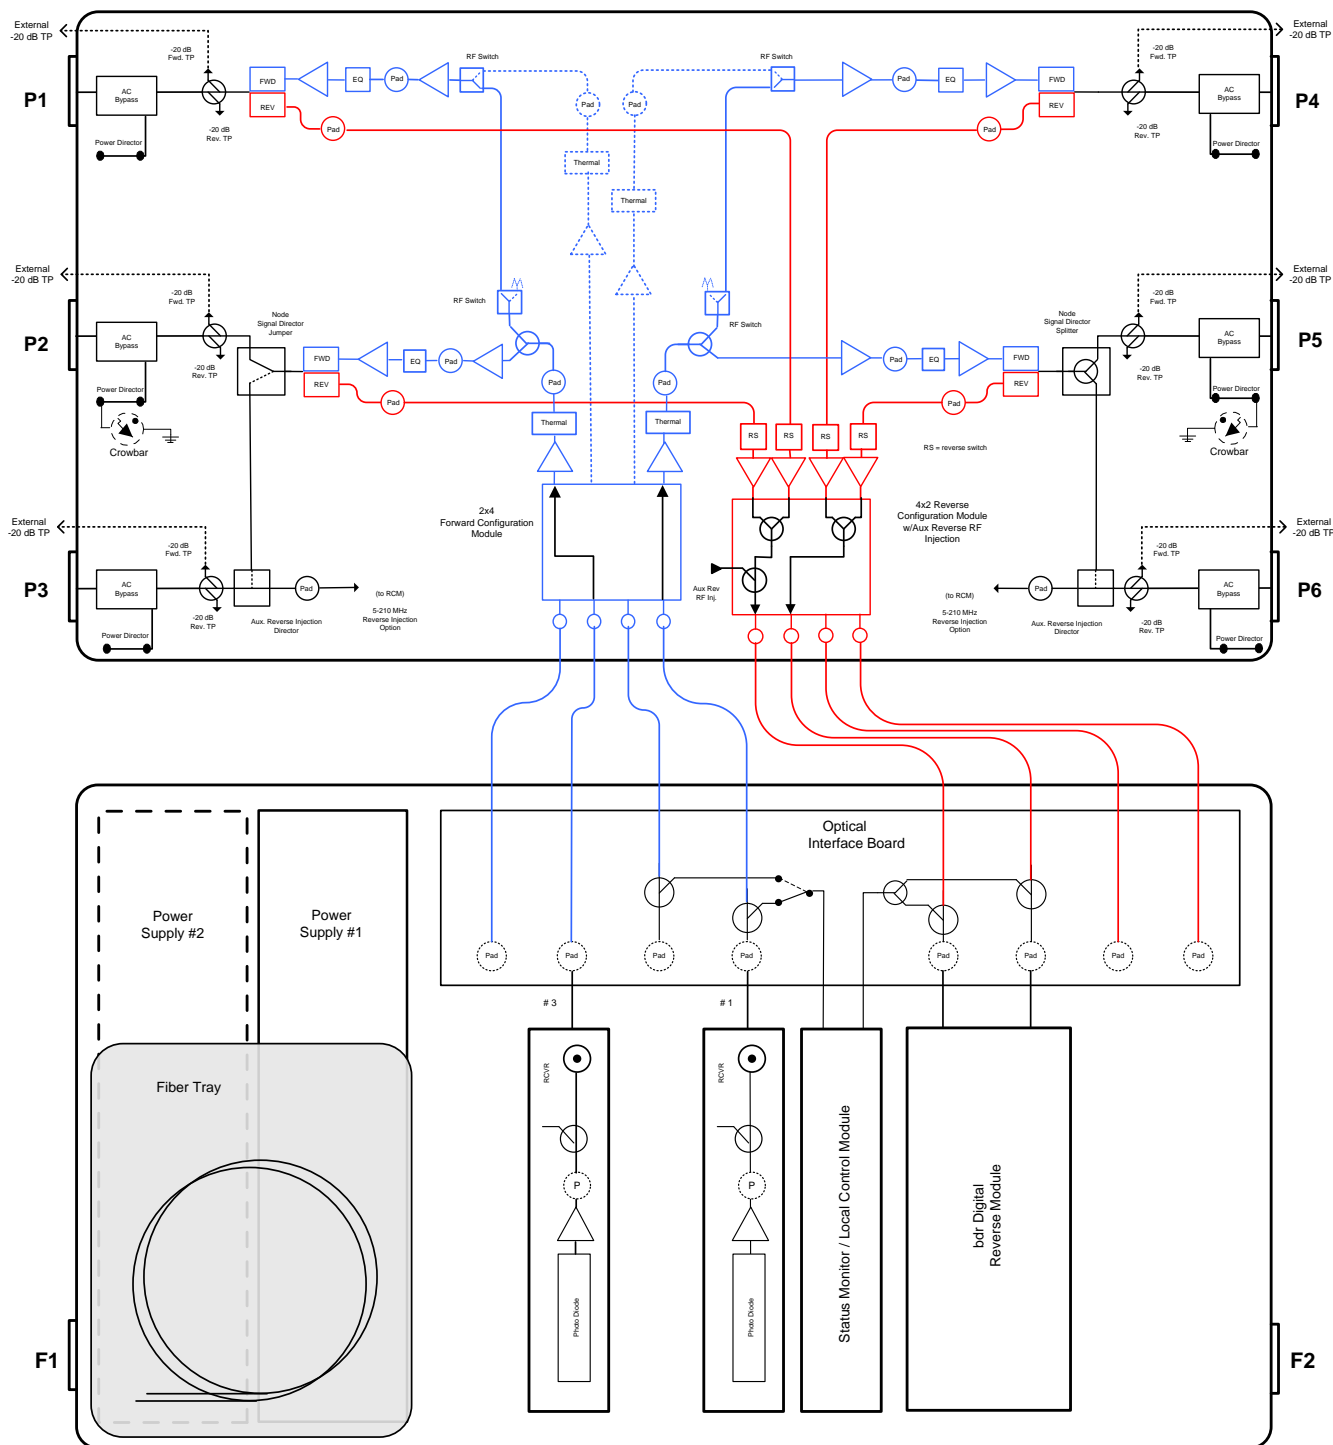 External
-20 dB TP
-20 dB
Fwd. TP
P1
AC
Bypass
-20 dB
Rev. TP
Power Director
FWD
REV
EQ
Pad
Pad
RF Switch
Pad
Thermal
RF Switch
Pad
Thermal
Pad
EQ
FWD
REV
Pad
-20 dB
Fwd. TP
-20 dB
Rev. TP
AC
Bypass
Power Director
External
-20 dB TP
P4
External
-20 dB TP
-20 dB
Fwd. TP
P2
AC
Bypass
-20 dB
Rev. TP
Power Director
Crowbar
Node
Signal Director
Jumper
FWD
REV
EQ
Pad
Pad
RF Switch
Pad
Thermal
RF Switch
Pad
Thermal
Pad
EQ
FWD
REV
Pad
Node
Signal Director
Splitter
-20 dB
Fwd. TP
-20 dB
Rev. TP
AC
Bypass
Power Director
Crowbar
External
-20 dB TP
P5
RS
RS
RS
RS
RS = reverse switch
2x4
Forward Configuration
Module
4x2 Reverse
Configuration Module
w/Aux Reverse RF
Injection
Aux Rev
RF Inj.
External
-20 dB TP
-20 dB
Fwd. TP
P3
AC
Bypass
-20 dB
Rev. TP
Power Director
Aux. Reverse Injection
Director
Pad
(to RCM)
5-210 MHz
Reverse Injection
Option
(to RCM)
5-210 MHz
Reverse Injection
Option
Pad
Aux. Reverse Injection
Director
-20 dB
Fwd. TP
-20 dB
Rev. TP
AC
Bypass
Power Director
External
-20 dB TP
P6
Optical
Interface Board
Power
Supply #2
Power
Supply #1
Pad
Pad
Pad
Pad
Pad
Pad
Pad
Pad
# 3
# 1
Fiber Tray
RCVR
P
Photo Diode
RCVR
P
Photo Diode
Status Monitor / Local Control Module
bdr Digital
Reverse Module
F1
F2